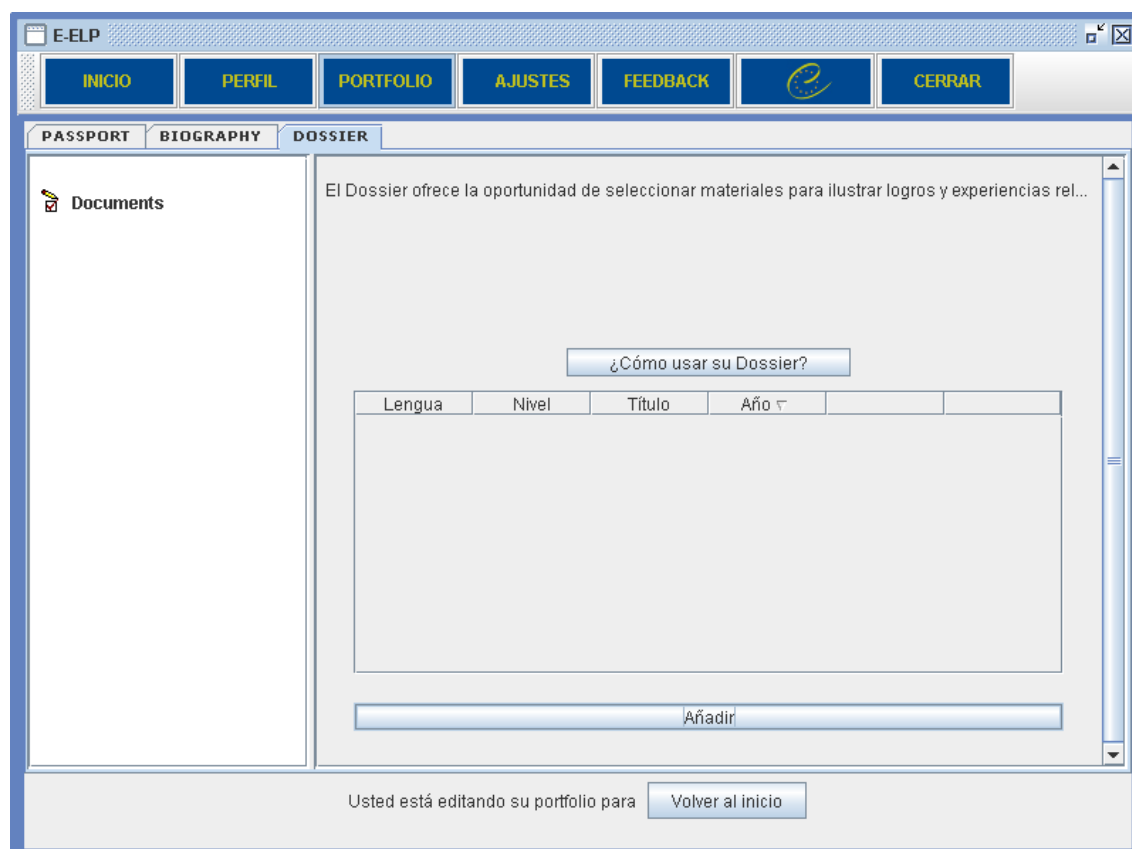 E-ELP
INICIO PERFIL PORTFOLIO AJUSTES FEEDBACK CERRAR
PASSPORT BIOGRAPHY DOSSIER
Documents
El Dossier ofrece la oportunidad de seleccionar materiales para ilustrar logros y experiencias rel...
¿Cómo usar su Dossier?
Lengua Nivel Título Año
Añadir
Usted está editando su portfolio para Volver al inicio